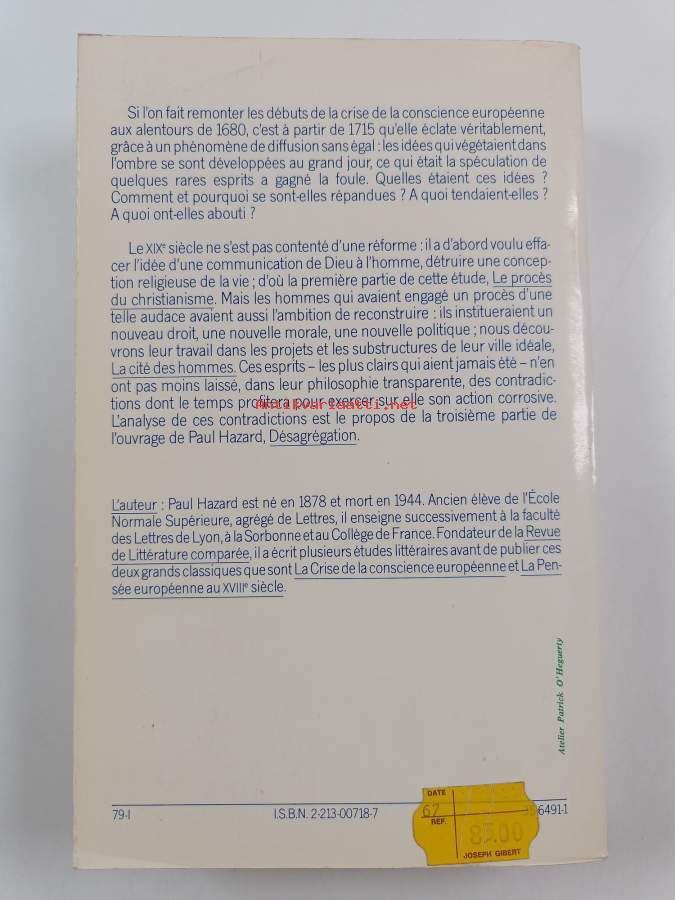 Si l'on fait remonter les débuts de la crise de la conscience européenne
aux alentours de 1680, c'est à partir de 1715 qu'elle éclate véritablement,
grâce à un phénomène de diffusion sans égal : les idées qui végétaient dans
l'ombre se sont développées au grand jour, ce qui était la spéculation de
quelques rares esprits a gagné la foule. Quelles étaient ces idées ?
Comment et pourquoi se sont-elles répandues ? A quoi tendaient-elles ?
A quoi ont-elles abouti ?
Le XIXe siècle ne s'est pas contenté d'une réforme : il a d'abord voulu effa-
cer l'idée d'une communication de Dieu à l'homme, détruire une concep-
tion religieuse de la vie ; d'où la première partie de cette étude, Le procès
du christianisme. Mais les hommes qui avaient engagé un procès d'une
telle audace avaient aussi l'ambition de reconstruire : ils institueraient un
nouveau droit, une nouvelle morale, une nouvelle politique ; nous décou-
vrons leur travail dans les projets et les substructures de leur ville idéale,
La cité des hommes. Ces esprits – les plus clairs qui aient jamais été – n'en
ont pas moins laissé, dans leur philosophie transparente, des contradic-
tions dont le temps profitera pour exercer sur elle son action corrosive.
Antikvariaatti.net
L'analyse de ces contradictions est le propos de la troisième partie de
l'ouvrage de Paul Hazard, Désagrégation.
L'auteur : Paul Hazard est né en 1878 et mort en 1944. Ancien élève de l'École
Normale Supérieure, agrégé de Lettres, il enseigne successivement à la faculté
des Lettres de Lyon, à la Sorbonne et au Collège de France. Fondateur de la Revue
de Littérature comparée, il a écrit plusieurs études littéraires avant de publier ces
deux grands classiques que sont La Crise de la conscience européenne et La Pen-
sée européenne au XVIIIe siècle.
Atelier Patrick O'Heguerty
79-I I.S.B.N. 2-213-00718-7 6491-1
DATE
67
REF.
85.00
JOSEPH GIBERT